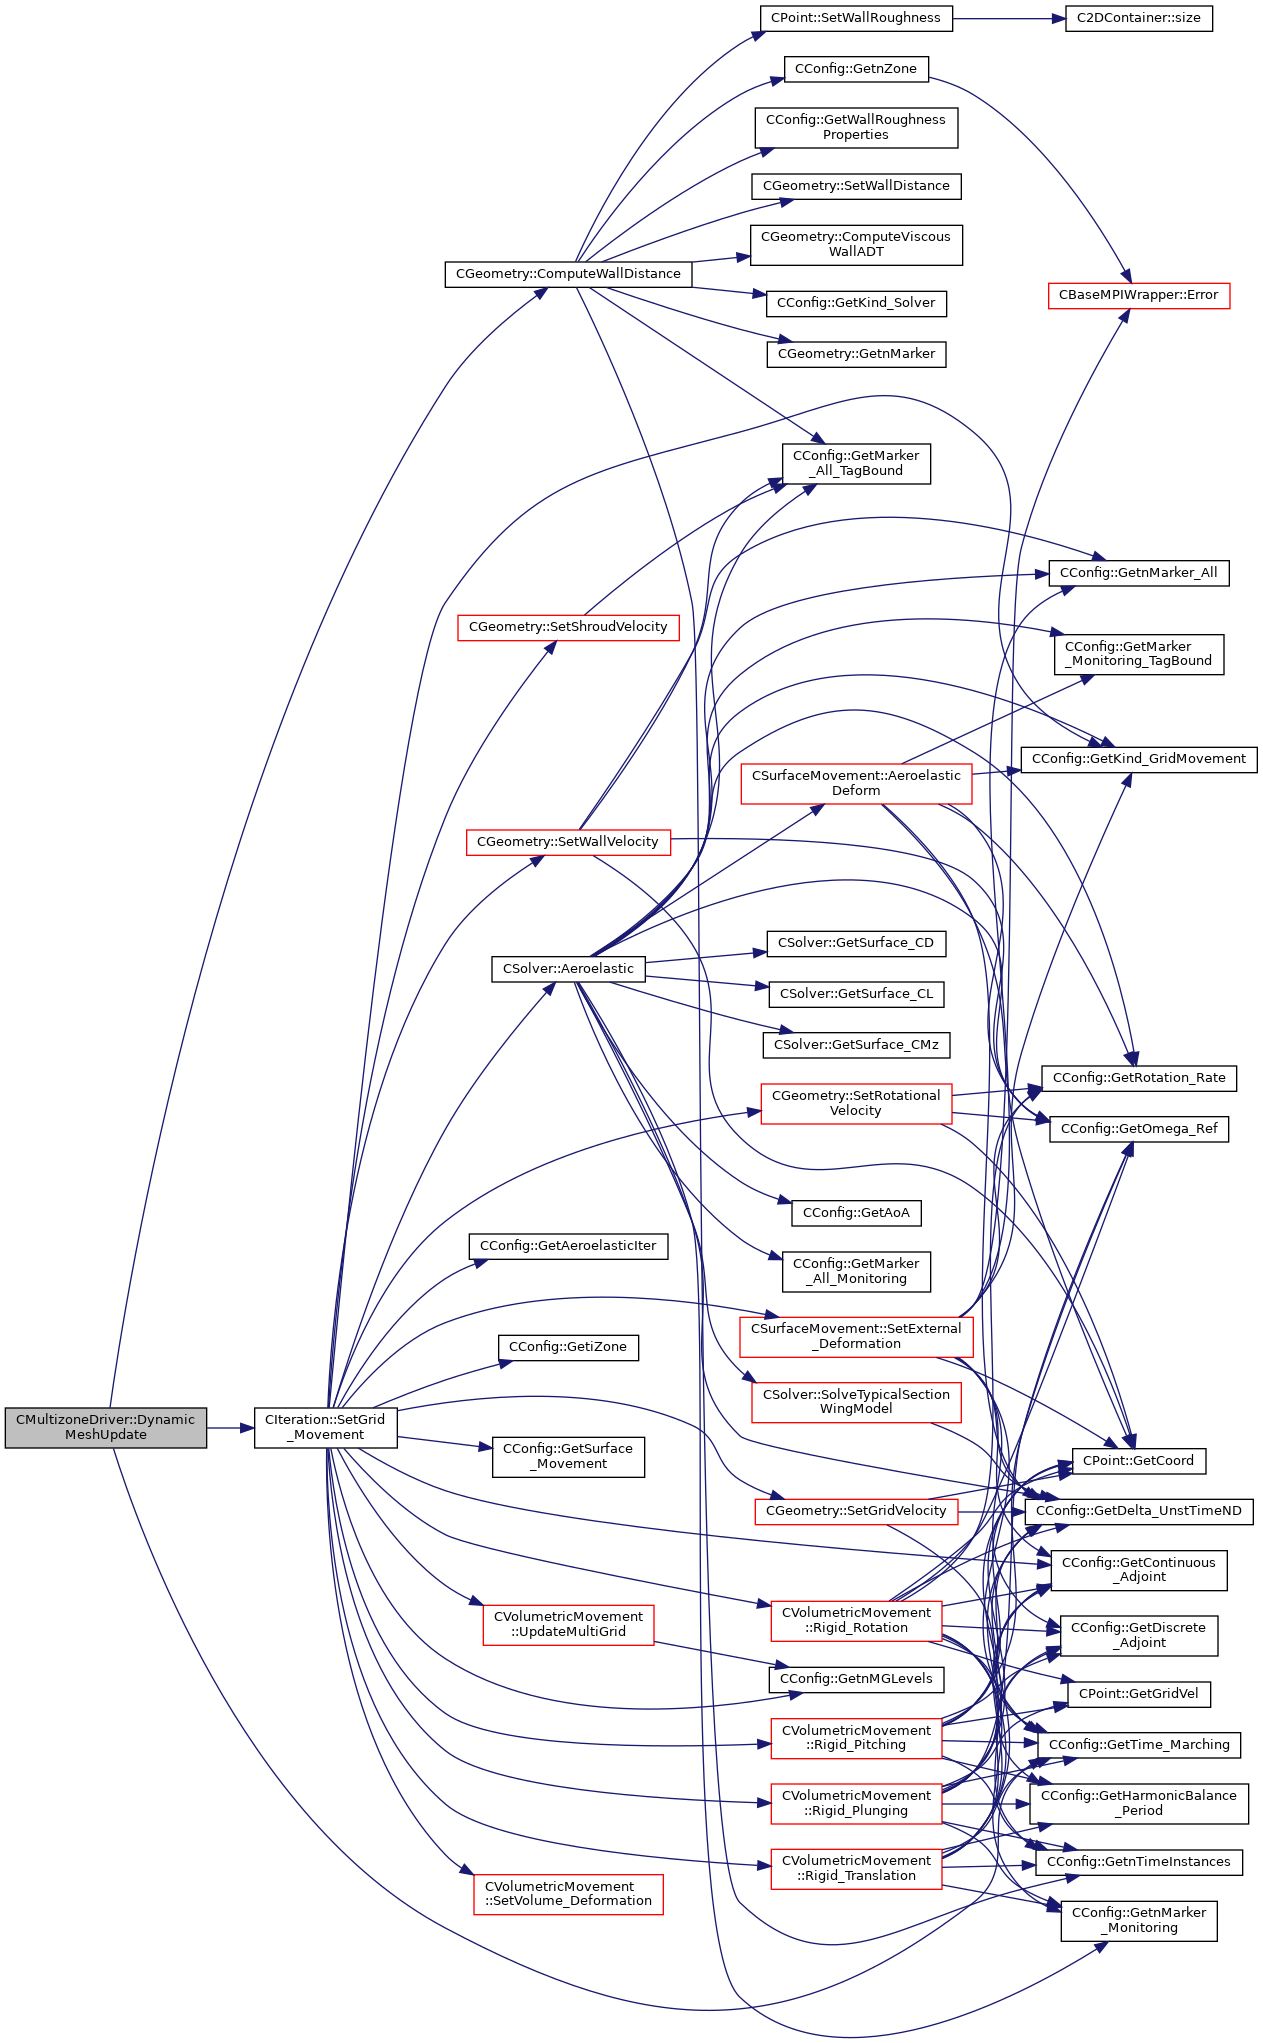 CPoint::SetWallRoughness
C2DContainer::size
CConfig::GetnZone
CConfig::GetWallRoughness
Properties
CGeometry::SetWallDistance
CGeometry::ComputeViscous
WallADT
CGeometry::ComputeWallDistance
CBaseMPIWrapper::Error
CConfig::GetKind_Solver
CGeometry::GetnMarker
CConfig::GetMarker
_All_TagBound
CConfig::GetnMarker_All
CGeometry::SetShroudVelocity
CConfig::GetMarker
_Monitoring_TagBound
CConfig::GetKind_GridMovement
CSurfaceMovement::Aeroelastic
Deform
CGeometry::SetWallVelocity
CSolver::GetSurface_CD
CSolver::Aeroelastic
CSolver::GetSurface_CL
CSolver::GetSurface_CMz
CConfig::GetRotation_Rate
CGeometry::SetRotational
Velocity
CConfig::GetOmega_Ref
CConfig::GetAoA
CConfig::GetAeroelasticIter
CConfig::GetMarker
_All_Monitoring
CSurfaceMovement::SetExternal
_Deformation
CConfig::GetiZone
CSolver::SolveTypicalSection
WingModel
CMultizoneDriver::Dynamic
MeshUpdate
CIteration::SetGrid
_Movement
CConfig::GetSurface
_Movement
CPoint::GetCoord
CGeometry::SetGridVelocity
CConfig::GetDelta_UnstTimeND
CConfig::GetContinuous
_Adjoint
CVolumetricMovement
::UpdateMultiGrid
CVolumetricMovement
::Rigid_Rotation
CConfig::GetDiscrete
_Adjoint
CConfig::GetnMGLevels
CPoint::GetGridVel
CVolumetricMovement
::Rigid_Pitching
CConfig::GetTime_Marching
CVolumetricMovement
::Rigid_Plunging
CConfig::GetHarmonicBalance
_Period
CVolumetricMovement
::Rigid_Translation
CConfig::GetnTimeInstances
CVolumetricMovement
::SetVolume_Deformation
CConfig::GetnMarker
_Monitoring